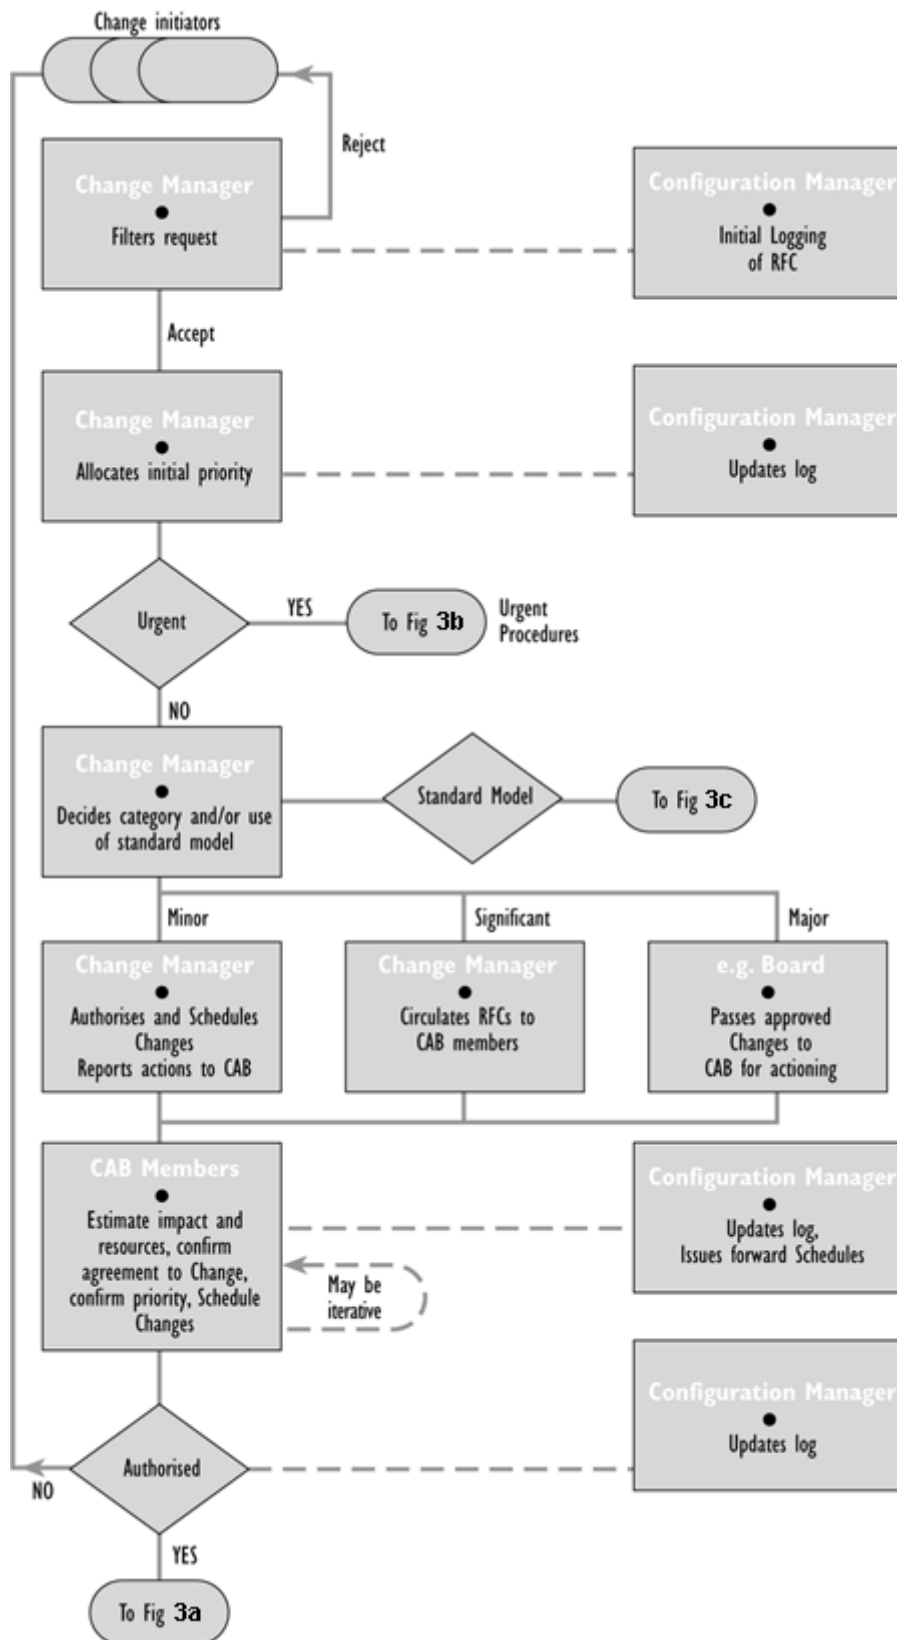 Change initiators
Reject
Change Manager
Filters request
Configuration Manager
Initial Logging
of RFC
Accept
Change Manager
Allocates initial priority
Configuration Manager
Updates log
Urgent
YES
To Fig 3b
Urgent
Procedures
NO
Change Manager
Decides category and/or use
of standard model
Standard Model
To Fig 3c
Minor
Significant
Major
Change Manager
Authorises and Schedules
Changes
Reports actions to CAB
Change Manager
Circulates RFCs to
CAB members
e.g. Board
Passes approved
Changes to
CAB for actioning
CAB Members
Estimate impact and
resources, confirm
agreement to Change,
confirm priority, Schedule
Changes
Configuration Manager
Updates log,
Issues forward Schedules
May be
iterative
Configuration Manager
Updates log
Authorised
NO
YES
To Fig 3a